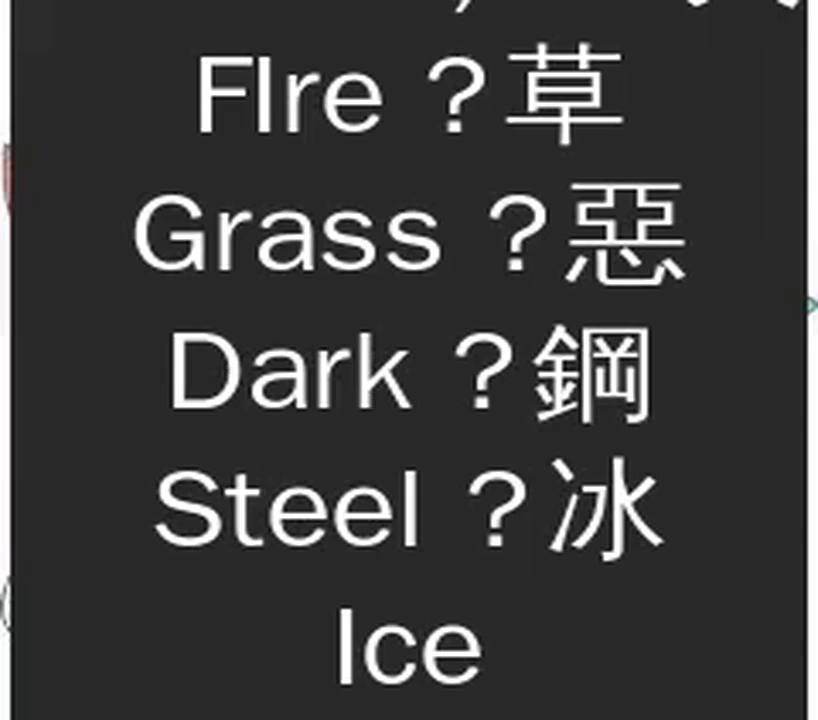 FIre ?草
Grass ?惡
Dark ?鋼
Steel ?冰
Ice